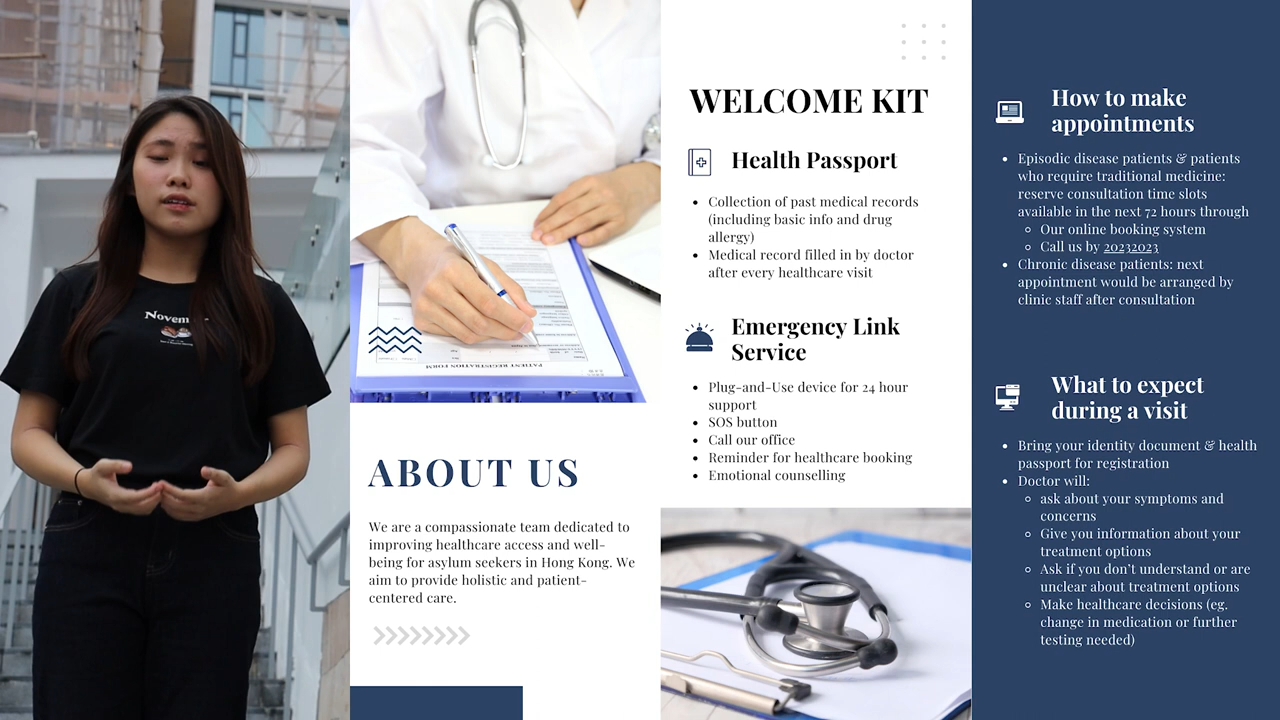 Novem
PATIENT REGISTRATION FORM
ABOUT US
We are a compassionate team dedicated to
improving healthcare access and well-
being for asylum seekers in Hong Kong. We
aim to provide holistic and patient-
centered care.
WELCOME KIT
Health Passport
• Collection of past medical records
(including basic info and drug
allergy)
• Medical record filled in by doctor
after every healthcare visit
Emergency Link
Service
• Plug-and-Use device for 24 hour
support
• SOS button
• Call our office
• Reminder for healthcare booking
• Emotional counselling
How to make
appointments
• Episodic disease patients & patients
who require traditional medicine:
reserve consultation time slots
available in the next 72 hours through
◦ Our online booking system
◦ Call us by 20232023
• Chronic disease patients: next
appointment would be arranged by
clinic staff after consultation
What to expect
during a visit
• Bring your identity document & health
passport for registration
• Doctor will:
◦ ask about your symptoms and
concerns
◦ Give you information about your
treatment options
◦ Ask if you don't understand or are
unclear about treatment options
◦ Make healthcare decisions (eg.
change in medication or further
testing needed)